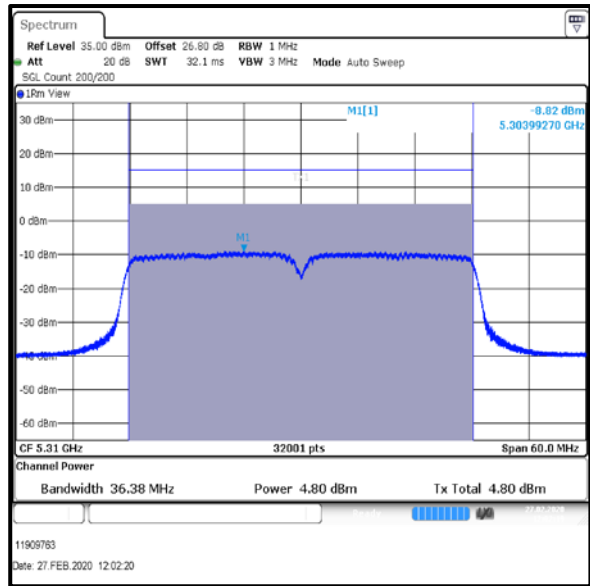 Spectrum
Ref Level 35.00 dBm Offset 26.80 dB RBW 1 MHz
Att 20 dB SWT 32.1 ms VBW 3 MHz Mode Auto Sweep
SGL Count 200/200
1Rm View
M1[1] -8.82 dBm
5.30399270 GHz
30 dBm
20 dBm
10 dBm
0 dBm
M1
-10 dBm
-20 dBm
-30 dBm
-50 dBm
-60 dBm
CF 5.31 GHz 32001 pts Span 60.0 MHz
Channel Power
Bandwidth 36.38 MHz Power 4.80 dBm Tx Total 4.80 dBm
27.02.2020
11909763
Date: 27.FEB.2020 12:02:20